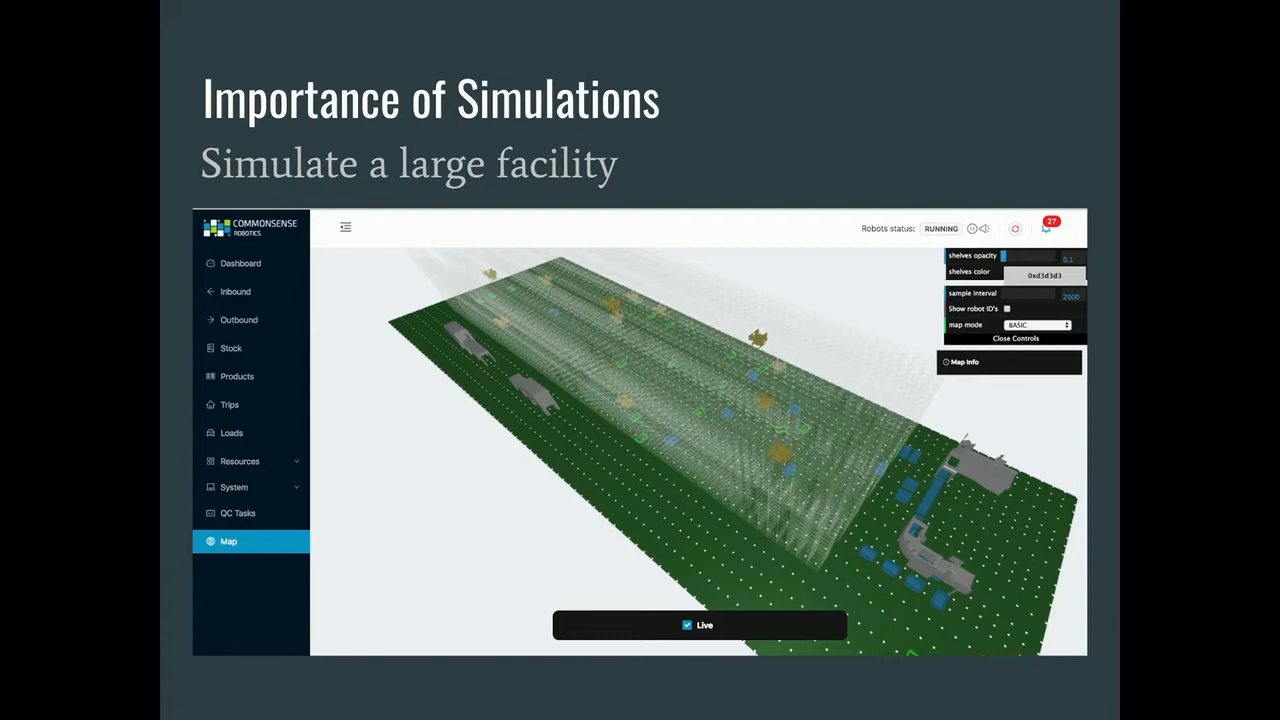 Importance of Simulations
Simulate a large facility
COMMONSENSE
ROBOTICS
Robots status: RUNNING
27
Dashboard
Inbound
Outbound
Stock
Products
Trips
Loads
Resources
System
QC Tasks
Map
shelves opacity 0.1
shelves color 0xd3d3d3
sample interval 2000
Show robot ID's
map mode BASIC
Close Controls
Map Info
Live